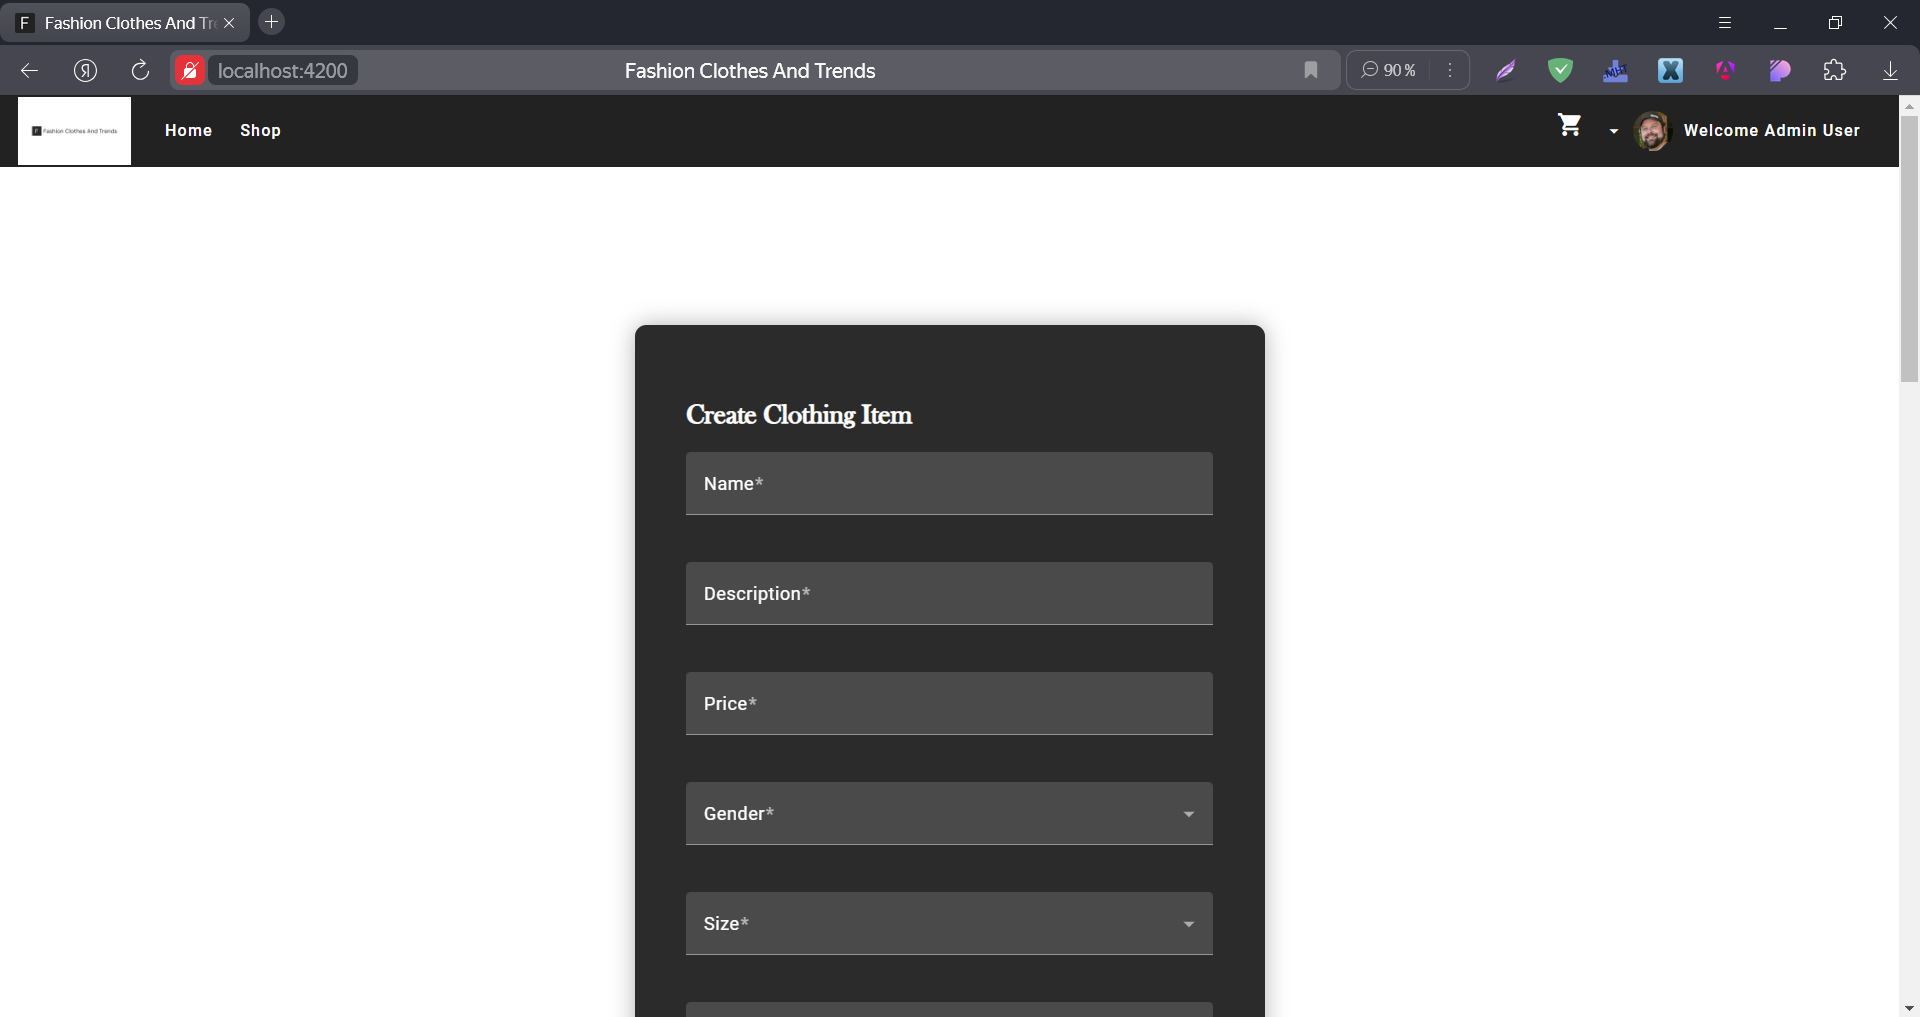 F Fashion Clothes And Tr
localhost:4200
Fashion Clothes And Trends
90 %
F Fashion Clothes And Trends
Home
Shop
Welcome Admin User
Create Clothing Item
Name*
Description*
Price*
Gender*
Size*